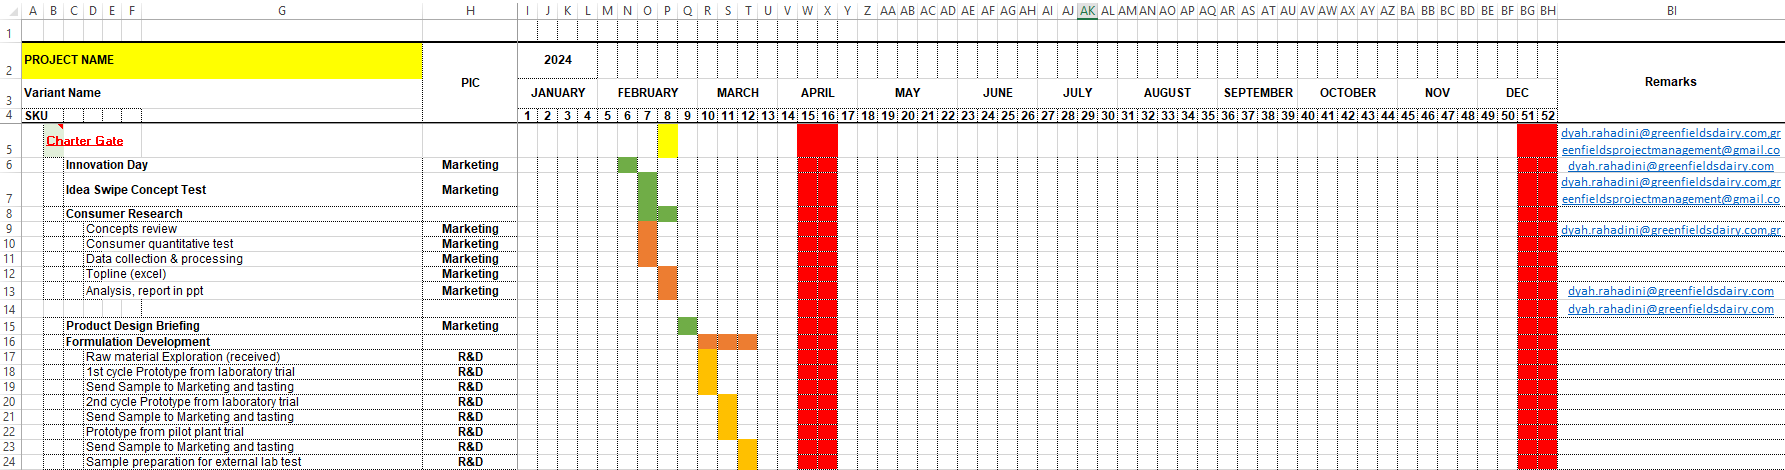 A B C D E F G H I J K L M N O P Q R S T U V W X Y Z AA AB AC AD AE AF AG AH AI AJ AK AL AM AN AO AP AQ AR AS AT AU AV AW AX AY AZ BA BB BC BD BE BF BG BH BI
1
2 PROJECT NAME PIC 2024 Remarks
3 Variant Name JANUARY FEBRUARY MARCH APRIL MAY JUNE JULY AUGUST SEPTEMBER OCTOBER NOV DEC
4 SKU 1 2 3 4 5 6 7 8 9 10 11 12 13 14 15 16 17 18 19 20 21 22 23 24 25 26 27 28 29 30 31 32 33 34 35 36 37 38 39 40 41 42 43 44 45 46 47 48 49 50 51 52
5 Charter Gate dyah.rahadini@greenfieldsdairy.com,gr
eenfieldsprojectmanagement@gmail.co
6 Innovation Day Marketing dyah.rahadini@greenfieldsdairy.com
7 Idea Swipe Concept Test Marketing dyah.rahadini@greenfieldsdairy.com,gr
eenfieldsprojectmanagement@gmail.co
8 Consumer Research
9 Concepts review Marketing dyah.rahadini@greenfieldsdairy.com,gr
10 Consumer quantitative test Marketing
11 Data collection & processing Marketing
12 Topline (excel) Marketing
13 Analysis, report in ppt Marketing dyah.rahadini@greenfieldsdairy.com
14 dyah.rahadini@greenfieldsdairy.com
15 Product Design Briefing Marketing
16 Formulation Development
17 Raw material Exploration (received) R&D
18 1st cycle Prototype from laboratory trial R&D
19 Send Sample to Marketing and tasting R&D
20 2nd cycle Prototype from laboratory trial R&D
21 Send Sample to Marketing and tasting R&D
22 Prototype from pilot plant trial R&D
23 Send Sample to Marketing and tasting R&D
24 Sample preparation for external lab test R&D